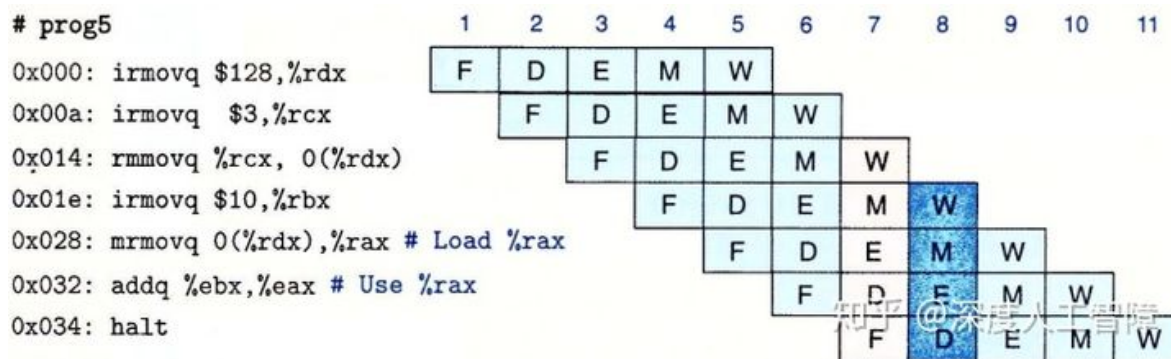 # prog5 1 2 3 4 5 6 7 8 9 10 11
0x000: irmovq $128,%rdx F D E M W
0x00a: irmovq $3,%rcx F D E M W
0x014: rmmovq %rcx, 0(%rdx) F D E M W
0x01e: irmovq $10,%rbx F D E M W
0x028: mrmovq 0(%rdx),%rax # Load %rax F D E M W
0x032: addq %ebx,%eax # Use %rax F D E M W
0x034: halt F D E M W
知乎 @深度人工智障